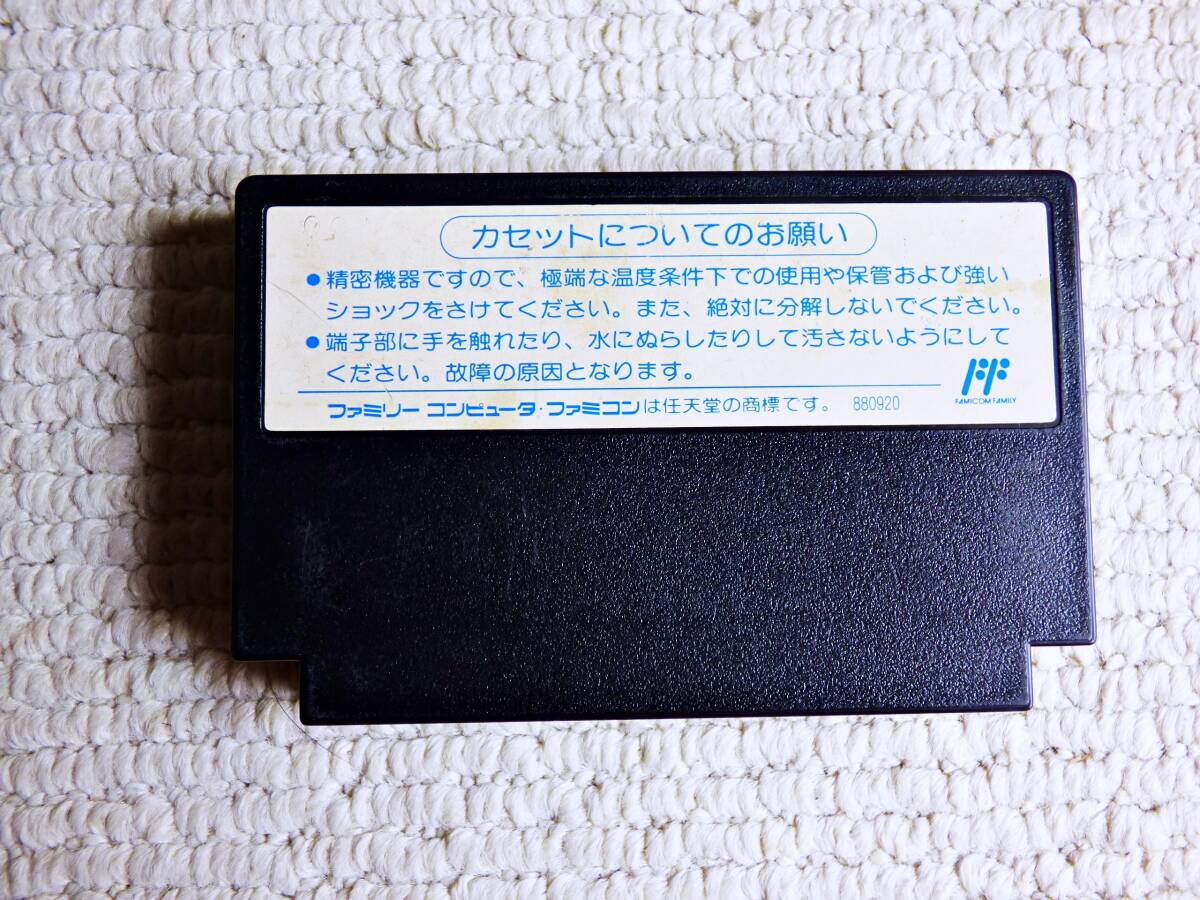 カセットについてのお願い
●精密機器ですので、極端な温度条件下での使用や保管および強い
ショックをさけてください。また、絶対に分解しないでください。
●端子部に手を触れたり、水にぬらしたりして汚さないようにして
ください。故障の原因となります。
FAMICOM FAMILY
ファミリー コンピュータ・ファミコンは任天堂の商標です。 880920